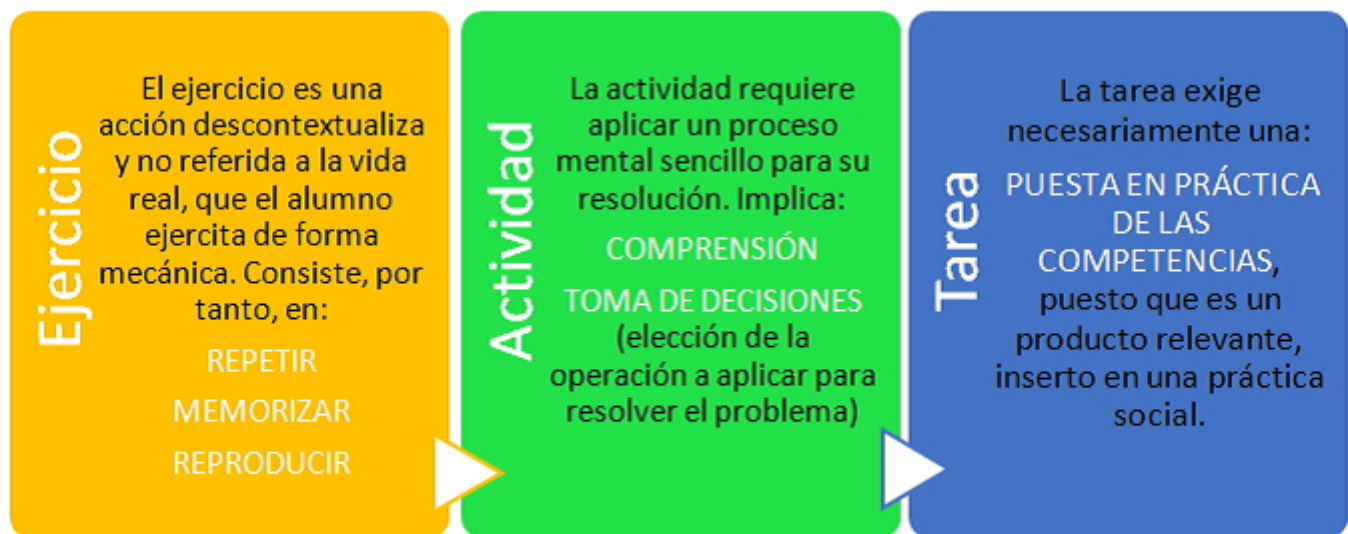 Ejercicio
El ejercicio es una
acción descontextualiza
y no referida a la vida
real, que el alumno
ejercita de forma
mecánica. Consiste, por
tanto, en:
REPETIR
MEMORIZAR
REPRODUCIR
Actividad
La actividad requiere
aplicar un proceso
mental sencillo para su
resolución. Implica:
COMPRENSIÓN
TOMA DE DECISIONES
(elección de la
operación a aplicar para
resolver el problema)
Tarea
La tarea exige
necesariamente una:
PUESTA EN PRÁCTICA
DE LAS
COMPETENCIAS,
puesto que es un
producto relevante,
inserto en una práctica
social.